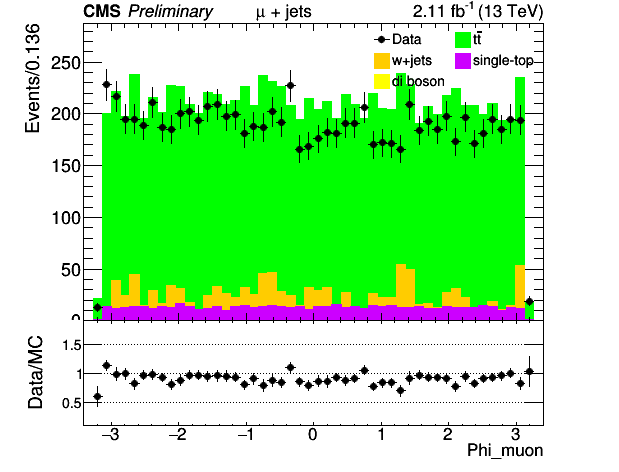 CMS Preliminary μ + jets 2.11 fb⁻¹ (13 TeV)
Data tt̄
w+jets single-top
di boson
Events/0.136
250
200
150
100
50
0
Data/MC
1.5
1
0.5
−3 −2 −1 0 1 2 3
Phi_muon